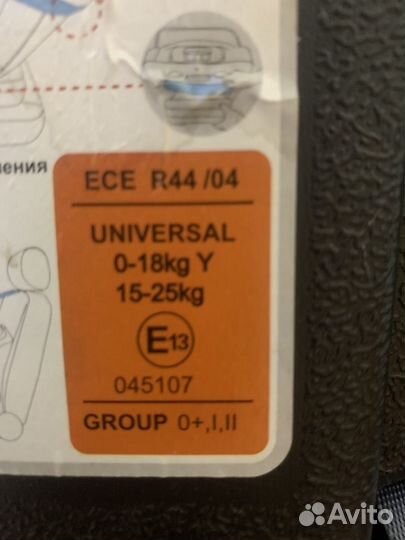 ения
ECE R44 /04
UNIVERSAL
0-18kg Y
15-25kg
E13
045107
GROUP 0+,I,II
Avito